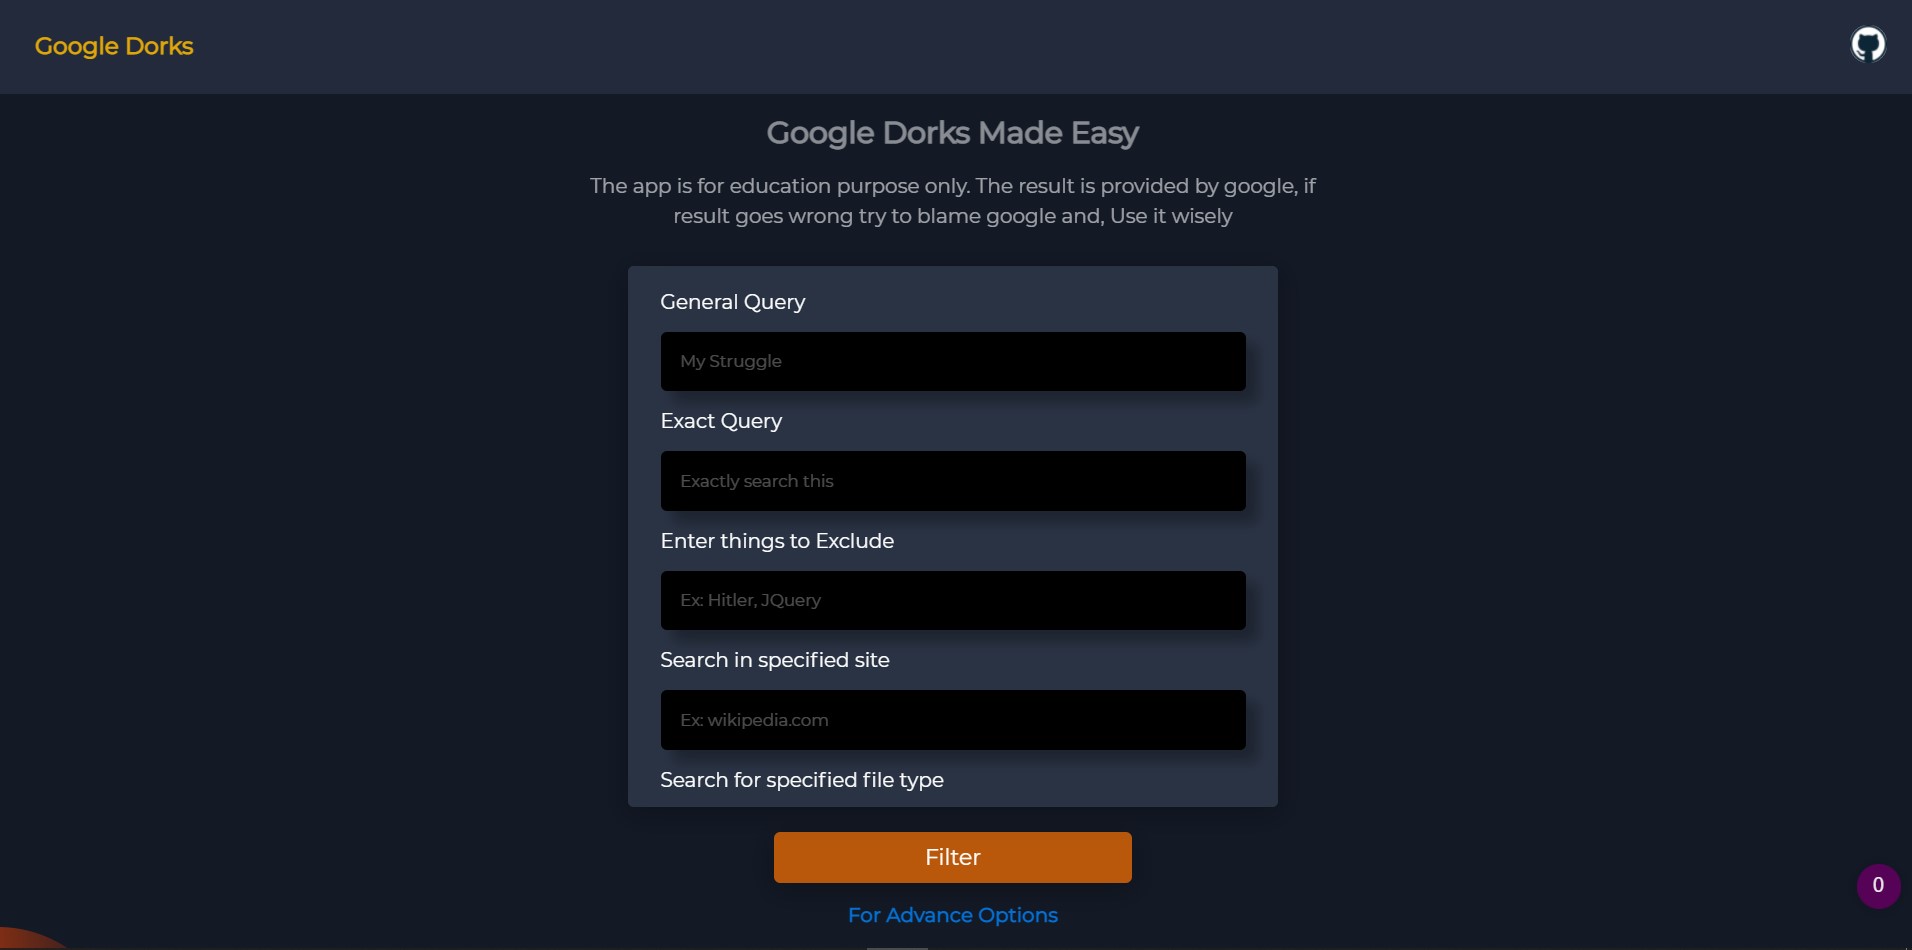 Google Dorks
Google Dorks Made Easy
The app is for education purpose only. The result is provided by google, if
result goes wrong try to blame google and, Use it wisely
General Query
My Struggle
Exact Query
Exactly search this
Enter things to Exclude
Ex: Hitler, JQuery
Search in specified site
Ex: wikipedia.com
Search for specified file type
Filter
0
For Advance Options